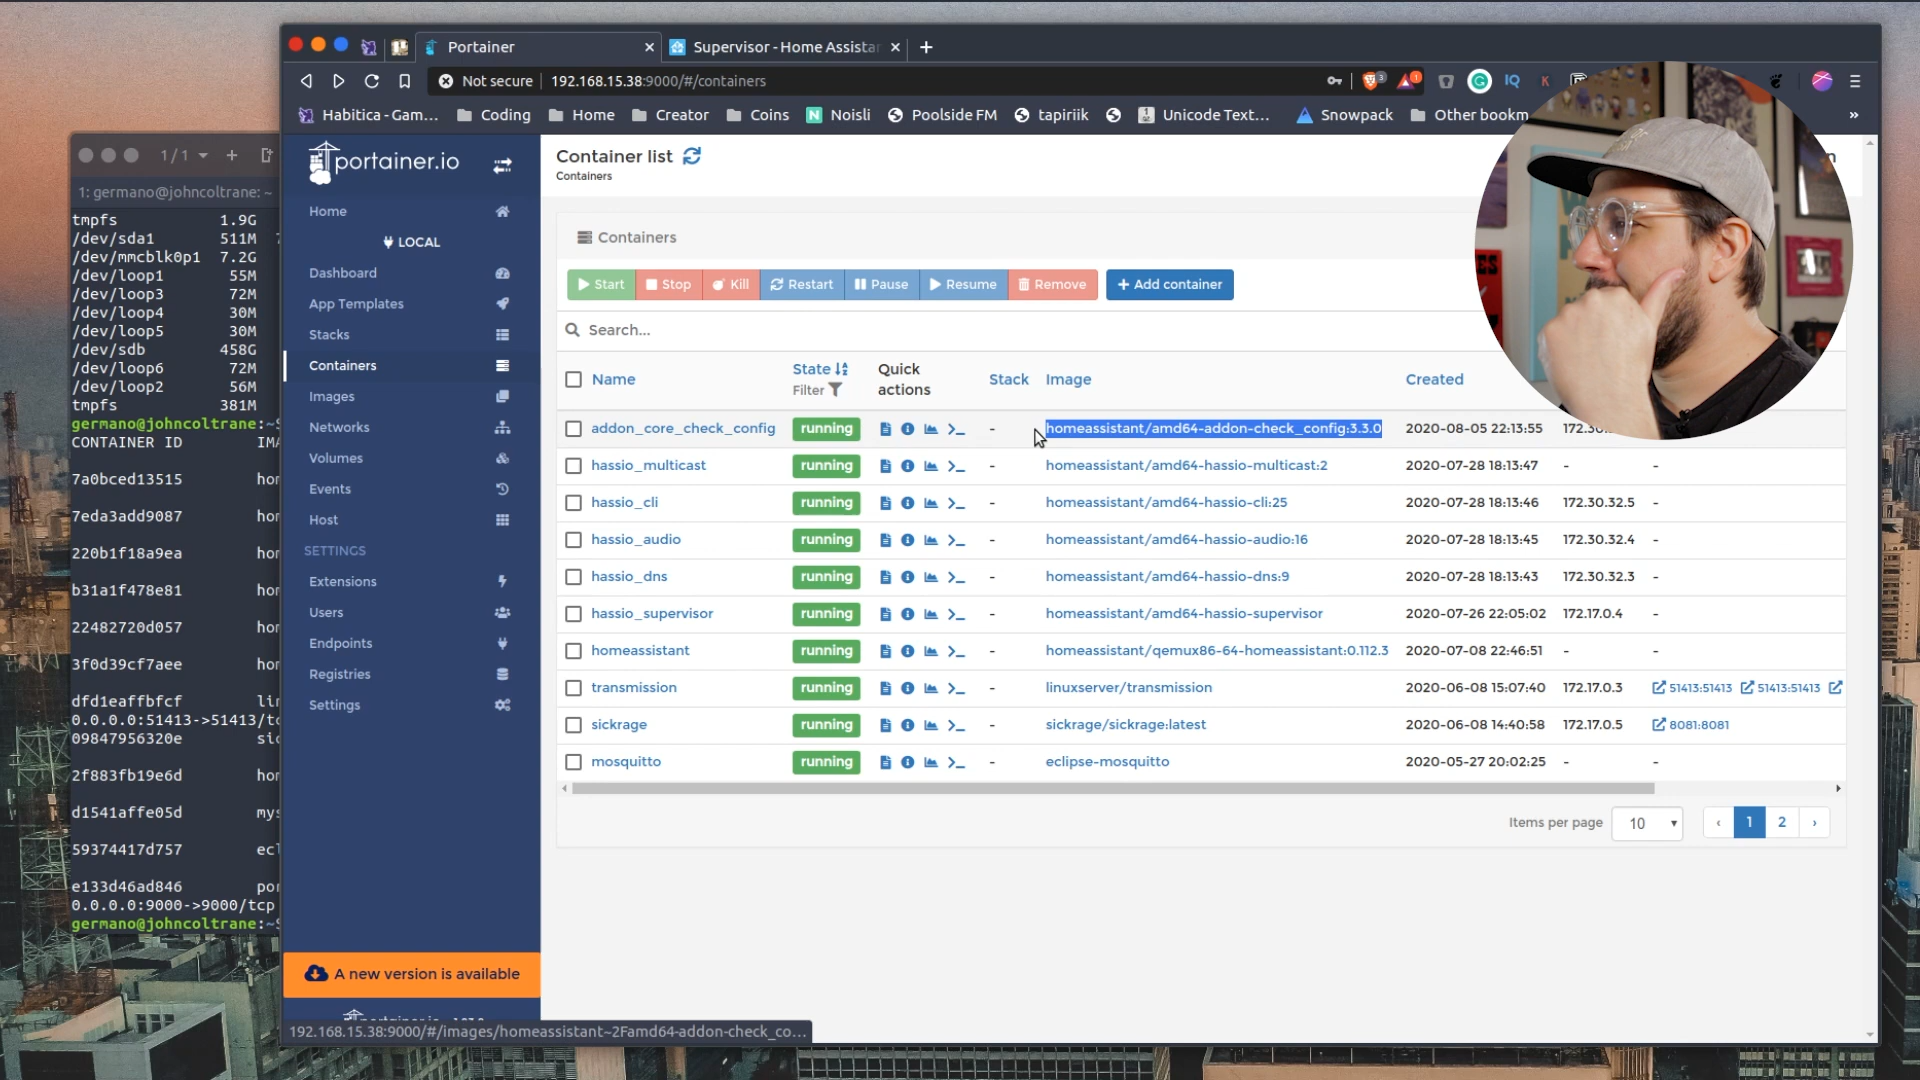 Portainer
Supervisor - Home Assistan
Not secure
192.168.15.38:9000/#/containers
Habitica - Gam...
Coding
Home
Creator
Coins
Noisli
Poolside FM
tapiriik
Unicode Text...
Snowpack
Other bookm
»
1 / 1
1: germano@johncoltrane: ~
tmpfs 1.9G
/dev/sda1 511M
/dev/mmcblk0p1 7.2G
/dev/loop1 55M
/dev/loop3 72M
/dev/loop4 30M
/dev/loop5 30M
/dev/sdb 458G
/dev/loop6 72M
/dev/loop2 56M
tmpfs 381M
germano@johncoltrane:~$
CONTAINER ID IMA
7a0bced13515 hom
7eda3add9087 hom
220b1f18a9ea hom
b31a1f478e81 hom
22482720d057 hom
3f0d39cf7aee hom
dfd1eaffbfcf lin
0.0.0.0:51413->51413/tc
09847956320e sic
2f883fb19e6d hom
d1541affe05d mys
59374417d757 ecl
e133d46ad846 por
0.0.0.0:9000->9000/tcp
germano@johncoltrane:~$
portainer.io
Home
LOCAL
Dashboard
App Templates
Stacks
Containers
Images
Networks
Volumes
Events
Host
SETTINGS
Extensions
Users
Endpoints
Registries
Settings
A new version is available
192.168.15.38:9000/#/images/homeassistant~2Famd64-addon-check_co...
Container list
Containers
Containers
Start
Stop
Kill
Restart
Pause
Resume
Remove
+ Add container
Search...
Name State Filter Quick actions Stack Image Created
addon_core_check_config running - homeassistant/amd64-addon-check_config:3.3.0 2020-08-05 22:13:55 172.30.
hassio_multicast running - homeassistant/amd64-hassio-multicast:2 2020-07-28 18:13:47 - -
hassio_cli running - homeassistant/amd64-hassio-cli:25 2020-07-28 18:13:46 172.30.32.5 -
hassio_audio running - homeassistant/amd64-hassio-audio:16 2020-07-28 18:13:45 172.30.32.4 -
hassio_dns running - homeassistant/amd64-hassio-dns:9 2020-07-28 18:13:43 172.30.32.3 -
hassio_supervisor running - homeassistant/amd64-hassio-supervisor 2020-07-26 22:05:02 172.17.0.4 -
homeassistant running - homeassistant/qemux86-64-homeassistant:0.112.3 2020-07-08 22:46:51 - -
transmission running - linuxserver/transmission 2020-06-08 15:07:40 172.17.0.3 51413:51413 51413:51413
sickrage running - sickrage/sickrage:latest 2020-06-08 14:40:58 172.17.0.5 8081:8081
mosquitto running - eclipse-mosquitto 2020-05-27 20:02:25 - -
Items per page 10 ‹ 1 2 ›